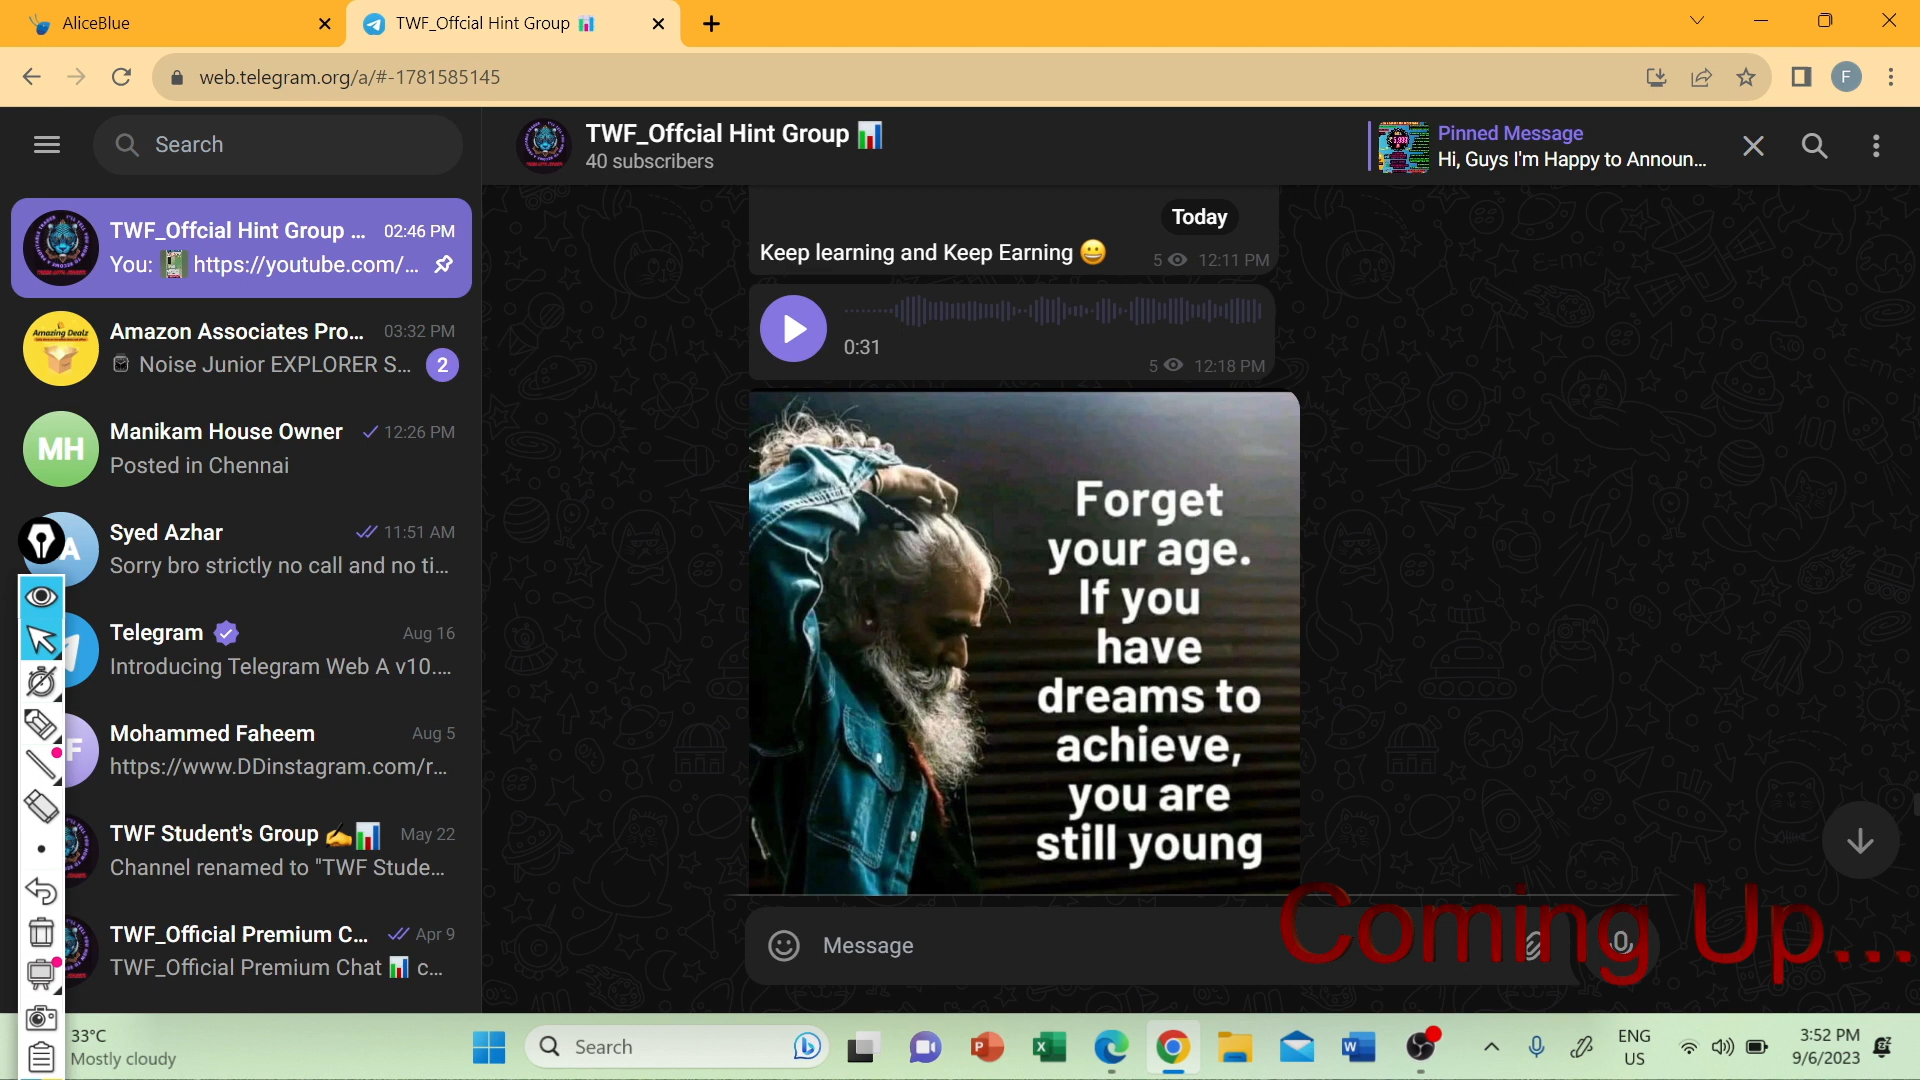 AliceBlue
TWF_Offcial Hint Group
web.telegram.org/a/#-1781585145
F
Search
TWF_Offcial Hint Group
40 subscribers
Pinned Message
Hi, Guys I'm Happy to Announ...
TWF_Offcial Hint Group ... 02:46 PM
You: https://youtube.com/...
Amazing Dealz
Amazon Associates Pro... 03:32 PM
Noise Junior EXPLORER S... 2
MH
Manikam House Owner 12:26 PM
Posted in Chennai
A
Syed Azhar 11:51 AM
Sorry bro strictly no call and no ti...
Telegram Aug 16
Introducing Telegram Web A v10....
F
Mohammed Faheem Aug 5
https://www.DDinstagram.com/r...
TWF Student's Group May 22
Channel renamed to "TWF Stude...
TWF_Official Premium C... Apr 9
TWF_Official Premium Chat c...
Today
Keep learning and Keep Earning 😀 5 12:11 PM
0:31
5 12:18 PM
Forget
your age.
If you
have
dreams to
achieve,
you are
still young
Message
Coming Up...
33°C
Mostly cloudy
Search
ENG
US
3:52 PM
9/6/2023